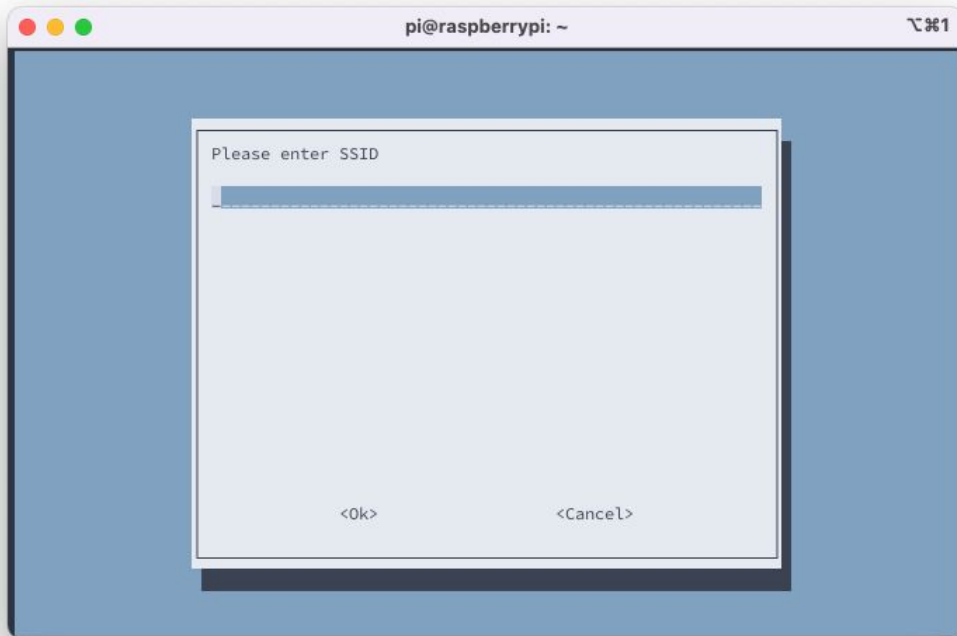 pi@raspberrypi: ~ ⌥⌘1
Please enter SSID
<Ok> <Cancel>